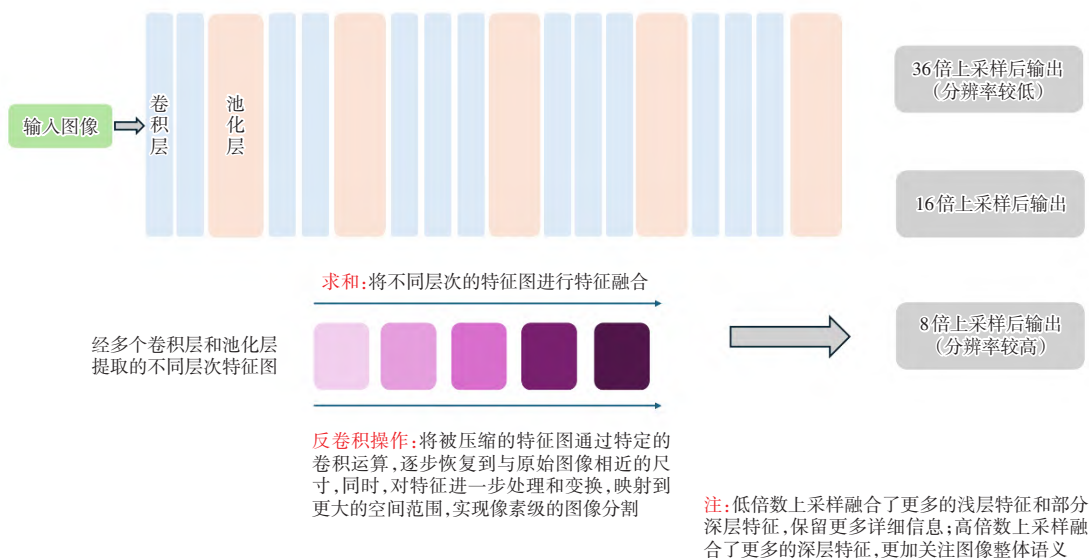 输入图像
卷积层
池化层
36倍上采样后输出
(分辨率较低)
16倍上采样后输出
8倍上采样后输出
(分辨率较高)
求和:将不同层次的特征图进行特征融合
经多个卷积层和池化层
提取的不同层次特征图
反卷积操作:将被压缩的特征图通过特定的
卷积运算,逐步恢复到与原始图像相近的尺
寸,同时,对特征进一步处理和变换,映射到
更大的空间范围,实现像素级的图像分割
注:低倍数上采样融合了更多的浅层特征和部分
深层特征,保留更多详细信息;高倍数上采样融
合了更多的深层特征,更加关注图像整体语义